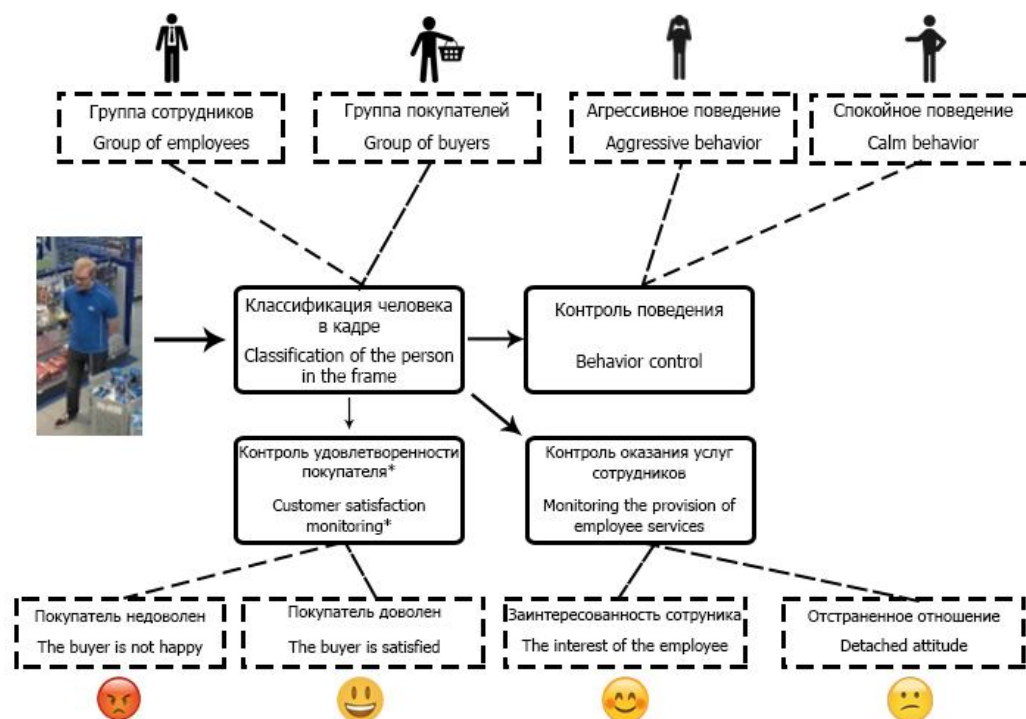 Группа сотрудников
Group of employees
Группа покупателей
Group of buyers
Агрессивное поведение
Aggressive behavior
Спокойное поведение
Calm behavior
Классификация человека
в кадре
Classification of the person
in the frame
Контроль поведения
Behavior control
Контроль удовлетворенности
покупателя*
Customer satisfaction
monitoring*
Контроль оказания услуг
сотрудников
Monitoring the provision of
employee services
Покупатель недоволен
The buyer is not happy
Покупатель доволен
The buyer is satisfied
Заинтересованность сотруника
The interest of the employee
Отстраненное отношение
Detached attitude